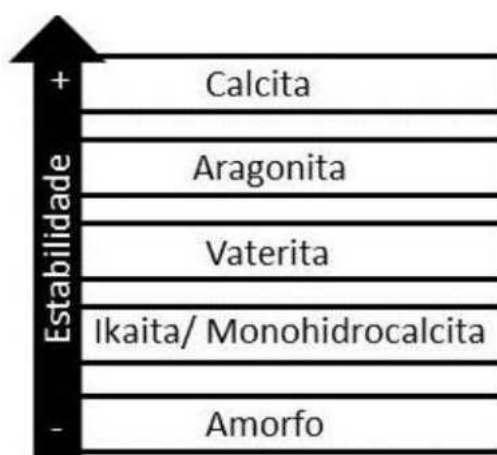 +
Calcita
Aragonita
Estabilidade
Vaterita
Ikaita/ Monohidrocalcita
-
Amorfo